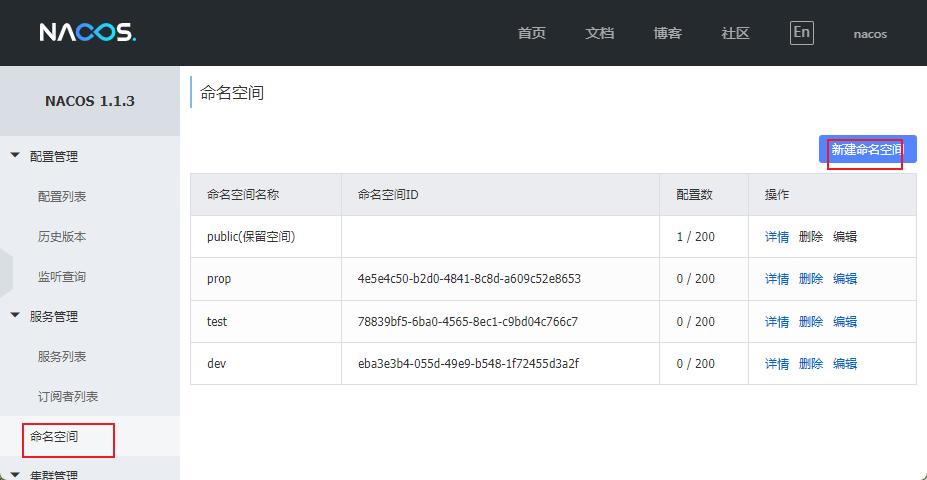 NACOS.
首页 文档 博客 社区 En nacos
NACOS 1.1.3
配置管理
配置列表
历史版本
监听查询
服务管理
服务列表
订阅者列表
命名空间
集群管理
命名空间
新建命名空间
命名空间名称 命名空间ID 配置数 操作
public(保留空间) 1 / 200 详情 删除 编辑
prop 4e5e4c50-b2d0-4841-8c8d-a609c52e8653 0 / 200 详情 删除 编辑
test 78839bf5-6ba0-4565-8ec1-c9bd04c766c7 0 / 200 详情 删除 编辑
dev eba3e3b4-055d-49e9-b548-1f72455d3a2f 0 / 200 详情 删除 编辑